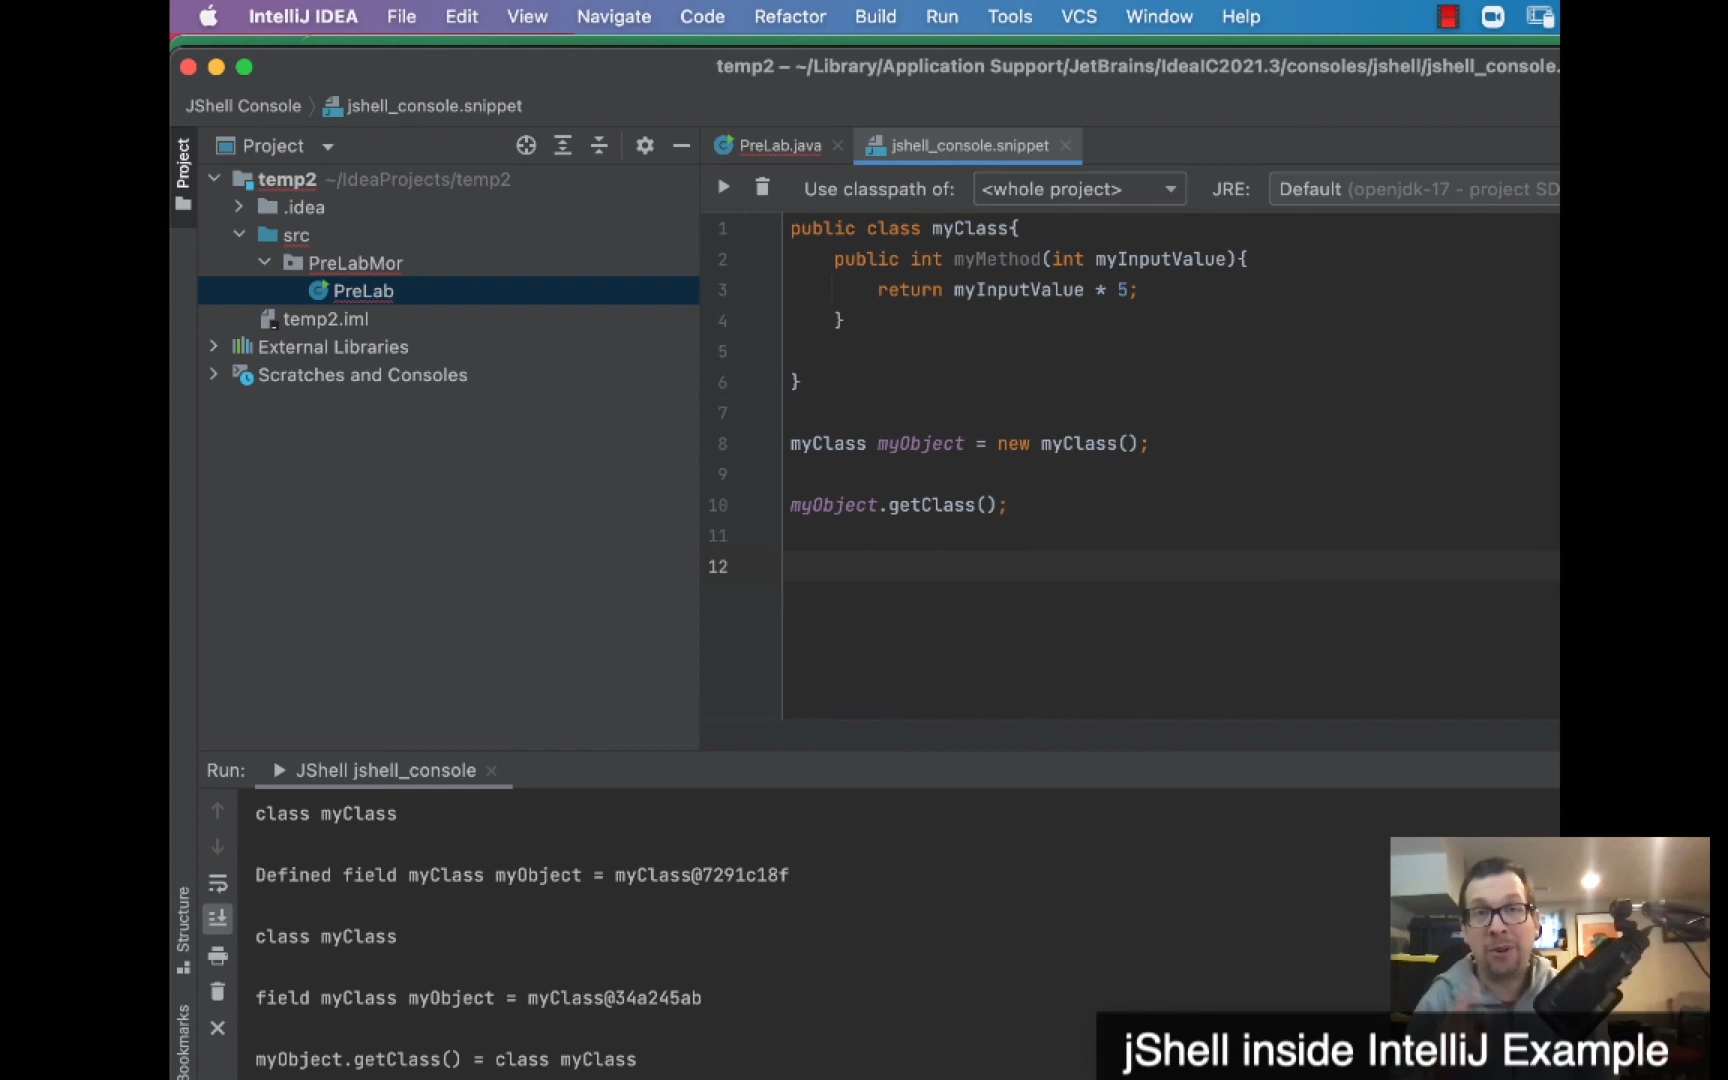 IntelliJ IDEA File Edit View Navigate Code Refactor Build Run Tools VCS Window Help
temp2 – ~/Library/Application Support/JetBrains/IdeaIC2021.3/consoles/jshell/jshell_console.
JShell Console jshell_console.snippet
Project
Project
PreLab.java
jshell_console.snippet
temp2 ~/IdeaProjects/temp2
.idea
src
PreLabMor
PreLab
temp2.iml
External Libraries
Scratches and Consoles
Use classpath of: <whole project> JRE: Default (openjdk-17 - project SD
1 public class myClass{
2 public int myMethod(int myInputValue){
3 return myInputValue * 5;
4 }
5
6 }
7
8 myClass myObject = new myClass();
9
10 myObject.getClass();
11
12
Run: JShell jshell_console
class myClass
Defined field myClass myObject = myClass@7291c18f
class myClass
field myClass myObject = myClass@34a245ab
myObject.getClass() = class myClass
Structure
Bookmarks
jShell inside IntelliJ Example